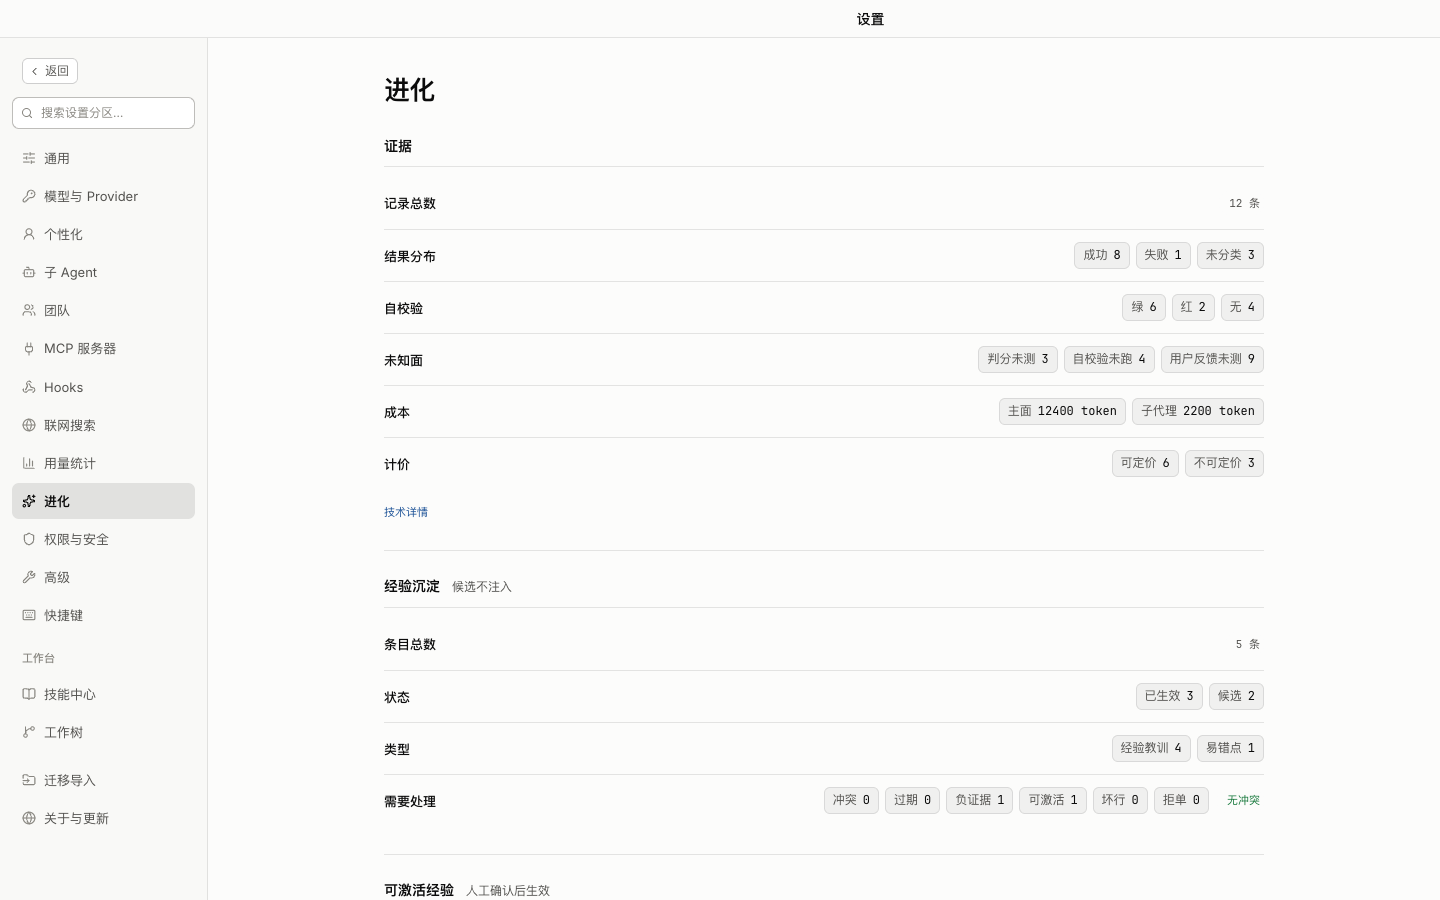 设置
返回
搜索设置分区...
通用
模型与 Provider
个性化
子 Agent
团队
MCP 服务器
Hooks
联网搜索
用量统计
进化
权限与安全
高级
快捷键
工作台
技能中心
工作树
迁移导入
关于与更新
进化
证据
记录总数 12 条
结果分布 成功 8 失败 1 未分类 3
自校验 绿 6 红 2 无 4
未知面 判分未测 3 自校验未跑 4 用户反馈未测 9
成本 主面 12400 token 子代理 2200 token
计价 可定价 6 不可定价 3
技术详情
经验沉淀 候选不注入
条目总数 5 条
状态 已生效 3 候选 2
类型 经验教训 4 易错点 1
需要处理 冲突 0 过期 0 负证据 1 可激活 1 坏行 0 拒单 0 无冲突
可激活经验 人工确认后生效